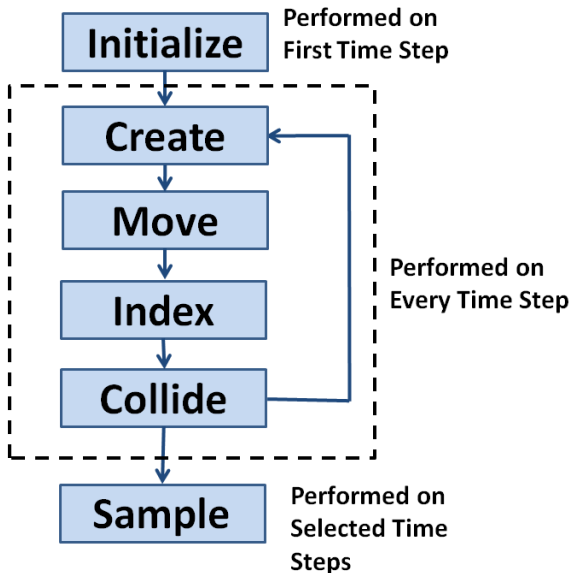 Initialize
Performed on
First Time Step
Create
Move
Index
Performed on
Every Time Step
Collide
Sample
Performed on
Selected Time
Steps